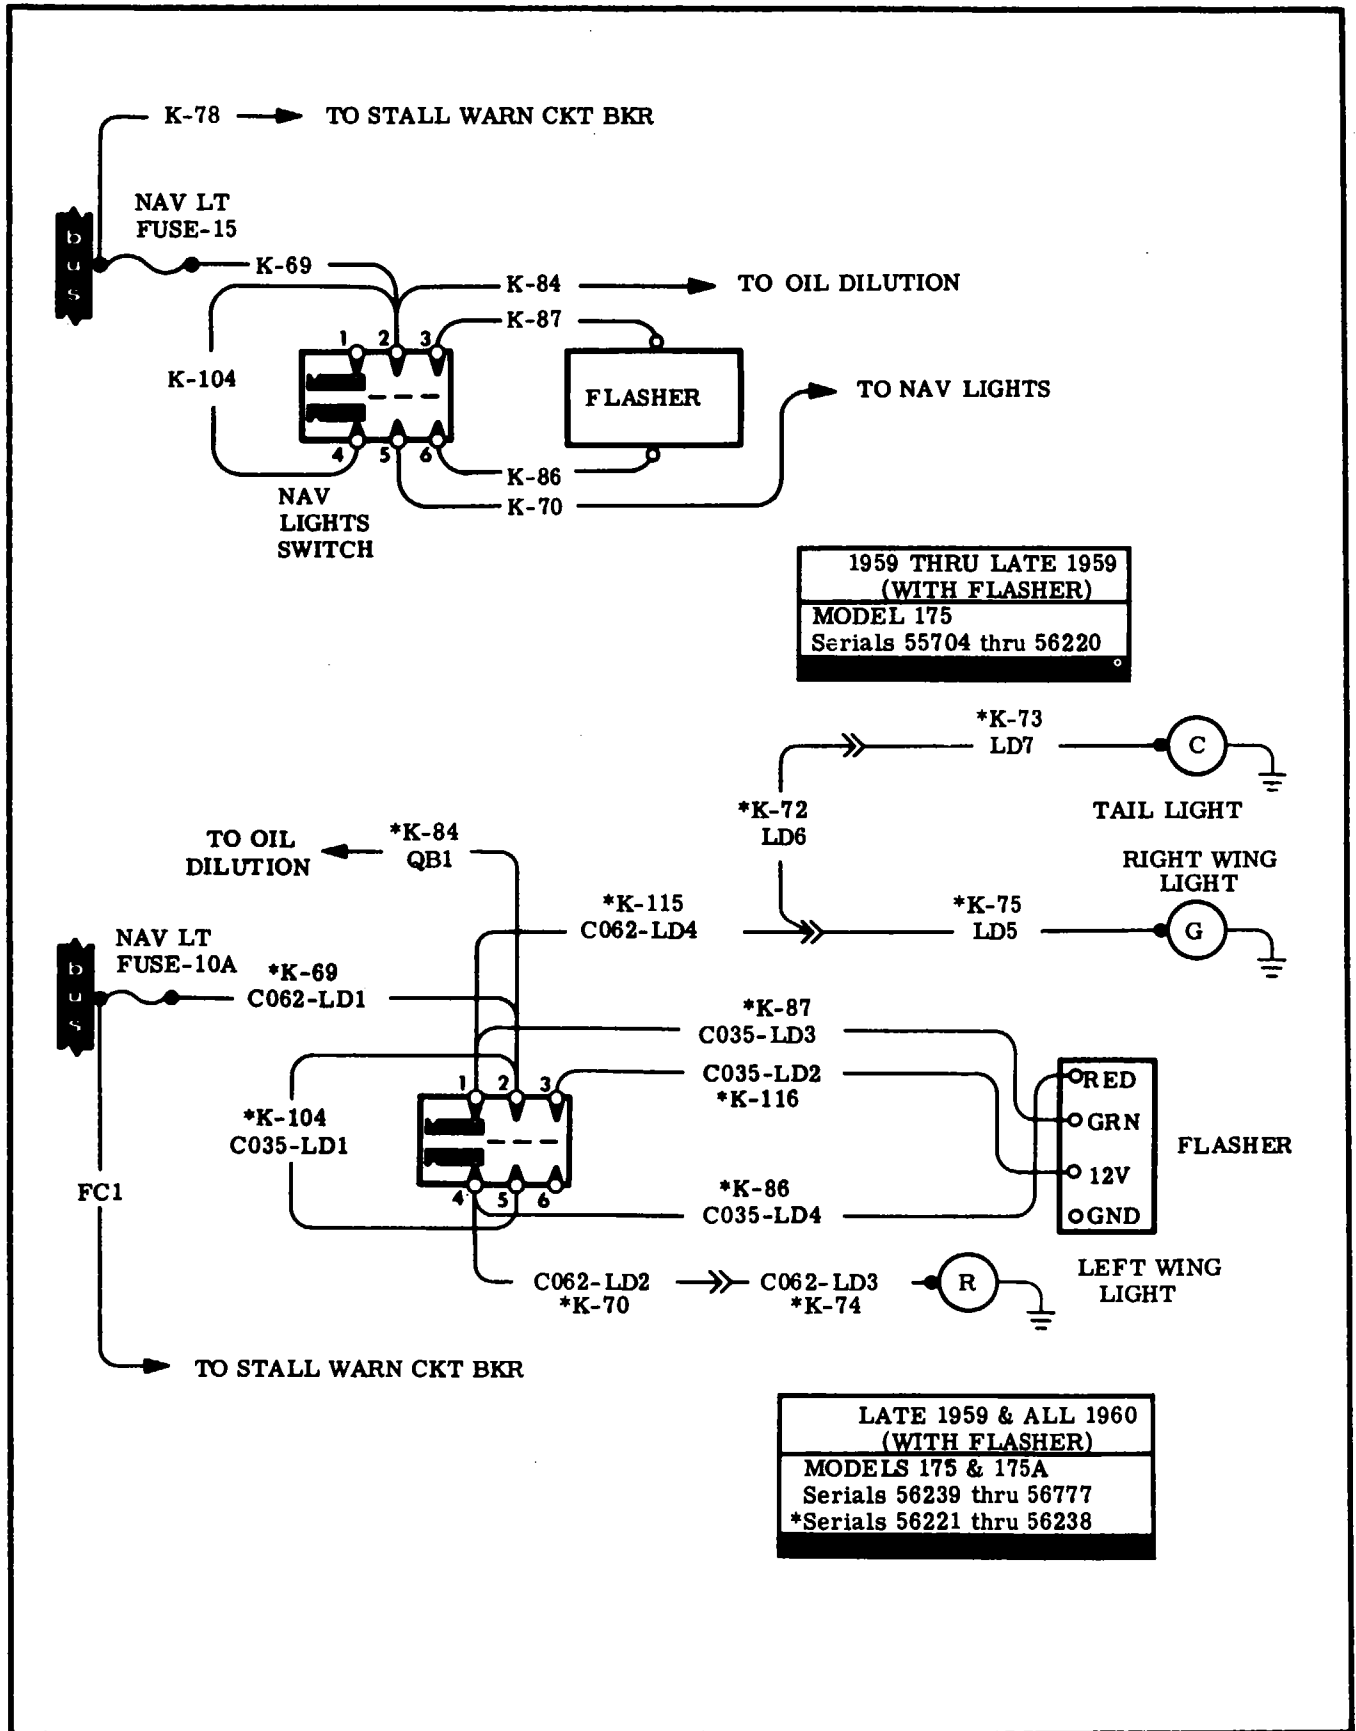 K-78
TO STALL WARN CKT BKR
NAV LT
FUSE-15
bus
K-69
K-84
TO OIL DILUTION
K-87
1
2
3
K-104
FLASHER
TO NAV LIGHTS
4
5
6
K-86
K-70
NAV
LIGHTS
SWITCH
1959 THRU LATE 1959
(WITH FLASHER)
MODEL 175
Serials 55704 thru 56220
*K-73
LD7
C
TAIL LIGHT
*K-72
LD6
TO OIL
DILUTION
*K-84
QB1
RIGHT WING
LIGHT
*K-115
C062-LD4
*K-75
LD5
G
NAV LT
FUSE-10A
bus
*K-69
C062-LD1
*K-87
C035-LD3
C035-LD2
*K-116
1
2
3
*K-104
C035-LD1
RED
GRN
12V
GND
FLASHER
4
5
6
FC1
*K-86
C035-LD4
C062-LD2
*K-70
C062-LD3
*K-74
R
LEFT WING
LIGHT
TO STALL WARN CKT BKR
LATE 1959 & ALL 1960
(WITH FLASHER)
MODELS 175 & 175A
Serials 56239 thru 56777
*Serials 56221 thru 56238